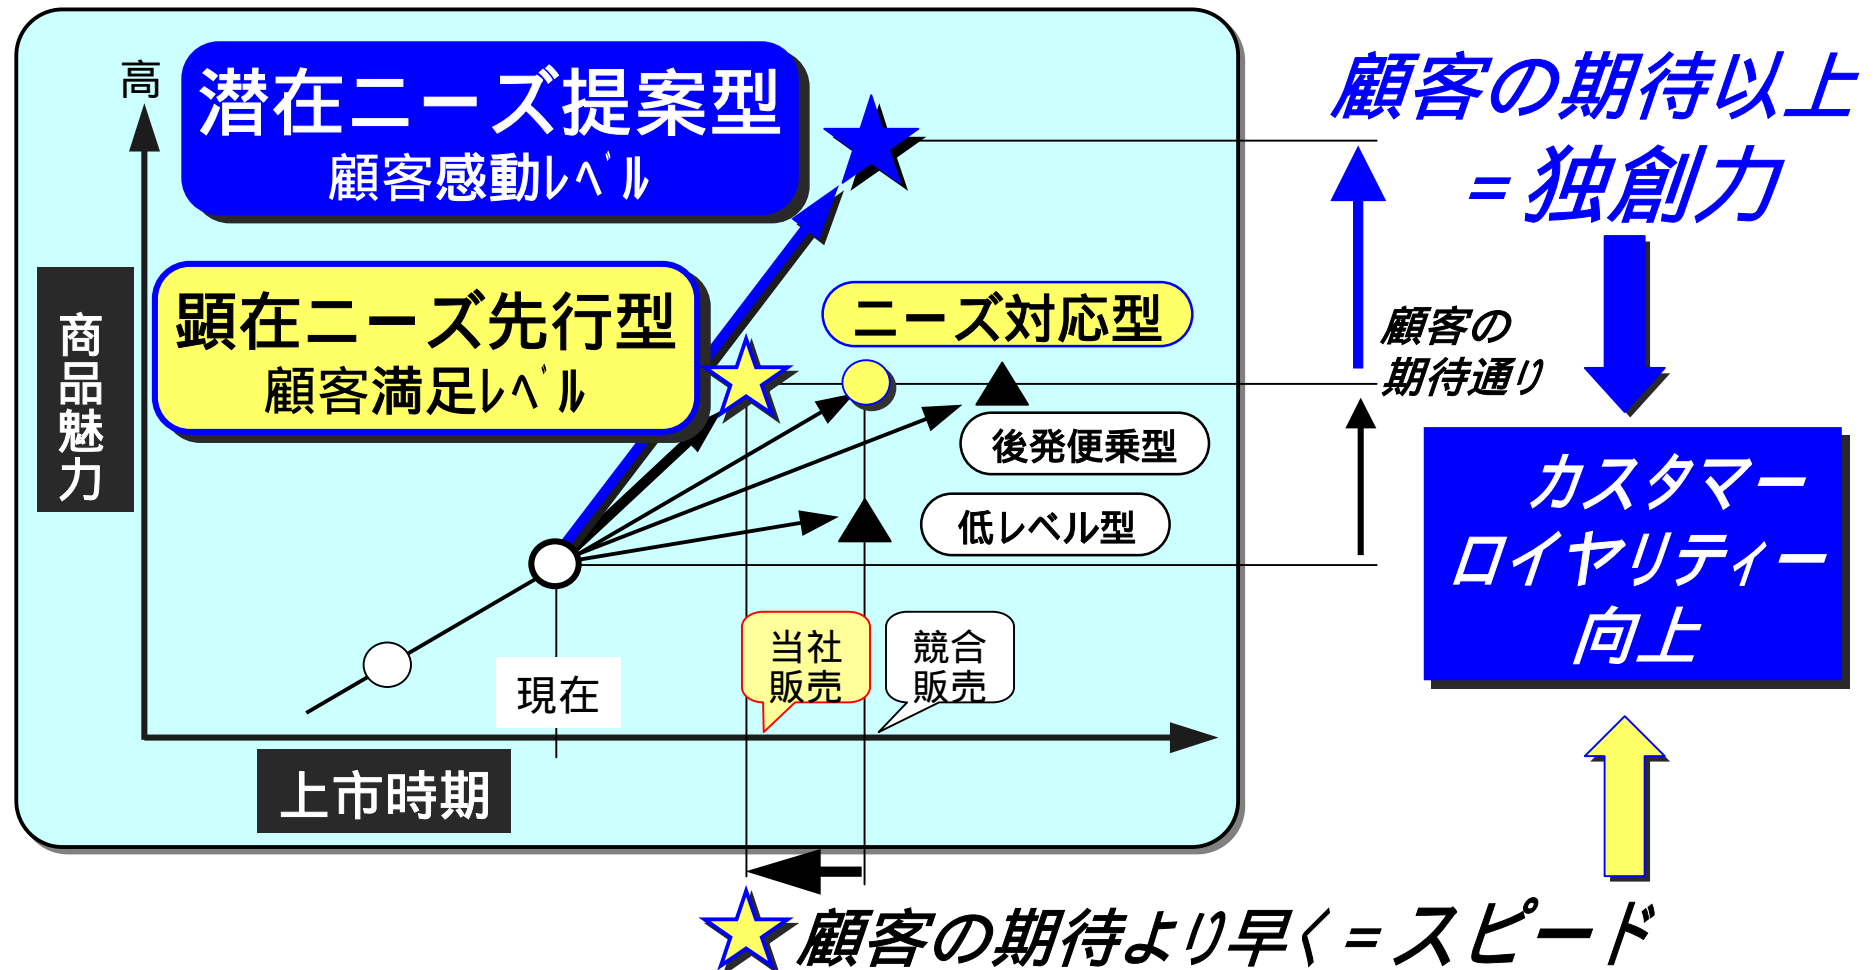 高
潜在ニーズ提案型
顧客感動ﾚﾍﾞﾙ
顧客の期待以上
=独創力
商品魅力
顕在ニーズ先行型
顧客満足ﾚﾍﾞﾙ
ニーズ対応型
顧客の
期待通り
後発便乗型
低レベル型
カスタマー
ロイヤリティー
向上
当社
販売
競合
販売
現在
上市時期
顧客の期待より早く=スピード